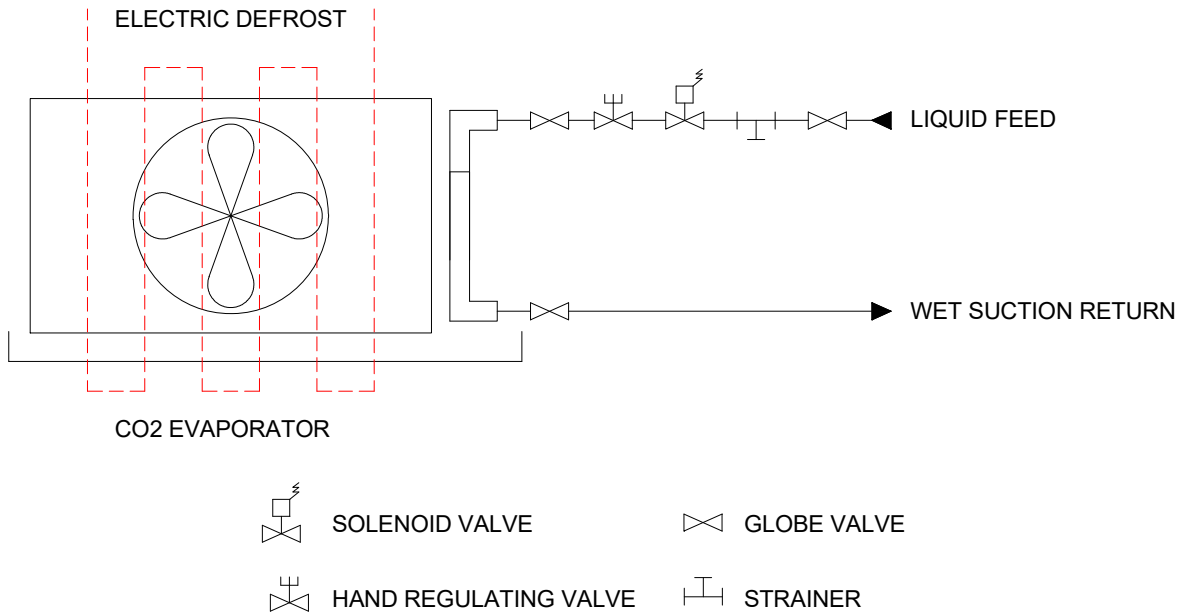 ELECTRIC DEFROST
LIQUID FEED
WET SUCTION RETURN
CO2 EVAPORATOR
SOLENOID VALVE
GLOBE VALVE
HAND REGULATING VALVE
STRAINER